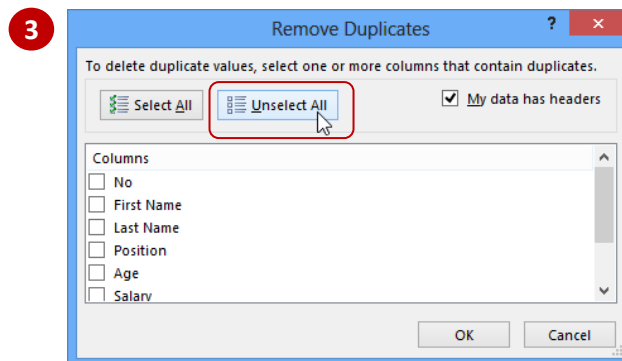 3
Remove Duplicates
?
×
To delete duplicate values, select one or more columns that contain duplicates.
Select All
Unselect All
My data has headers
Columns
No
First Name
Last Name
Position
Age
Salary
OK
Cancel